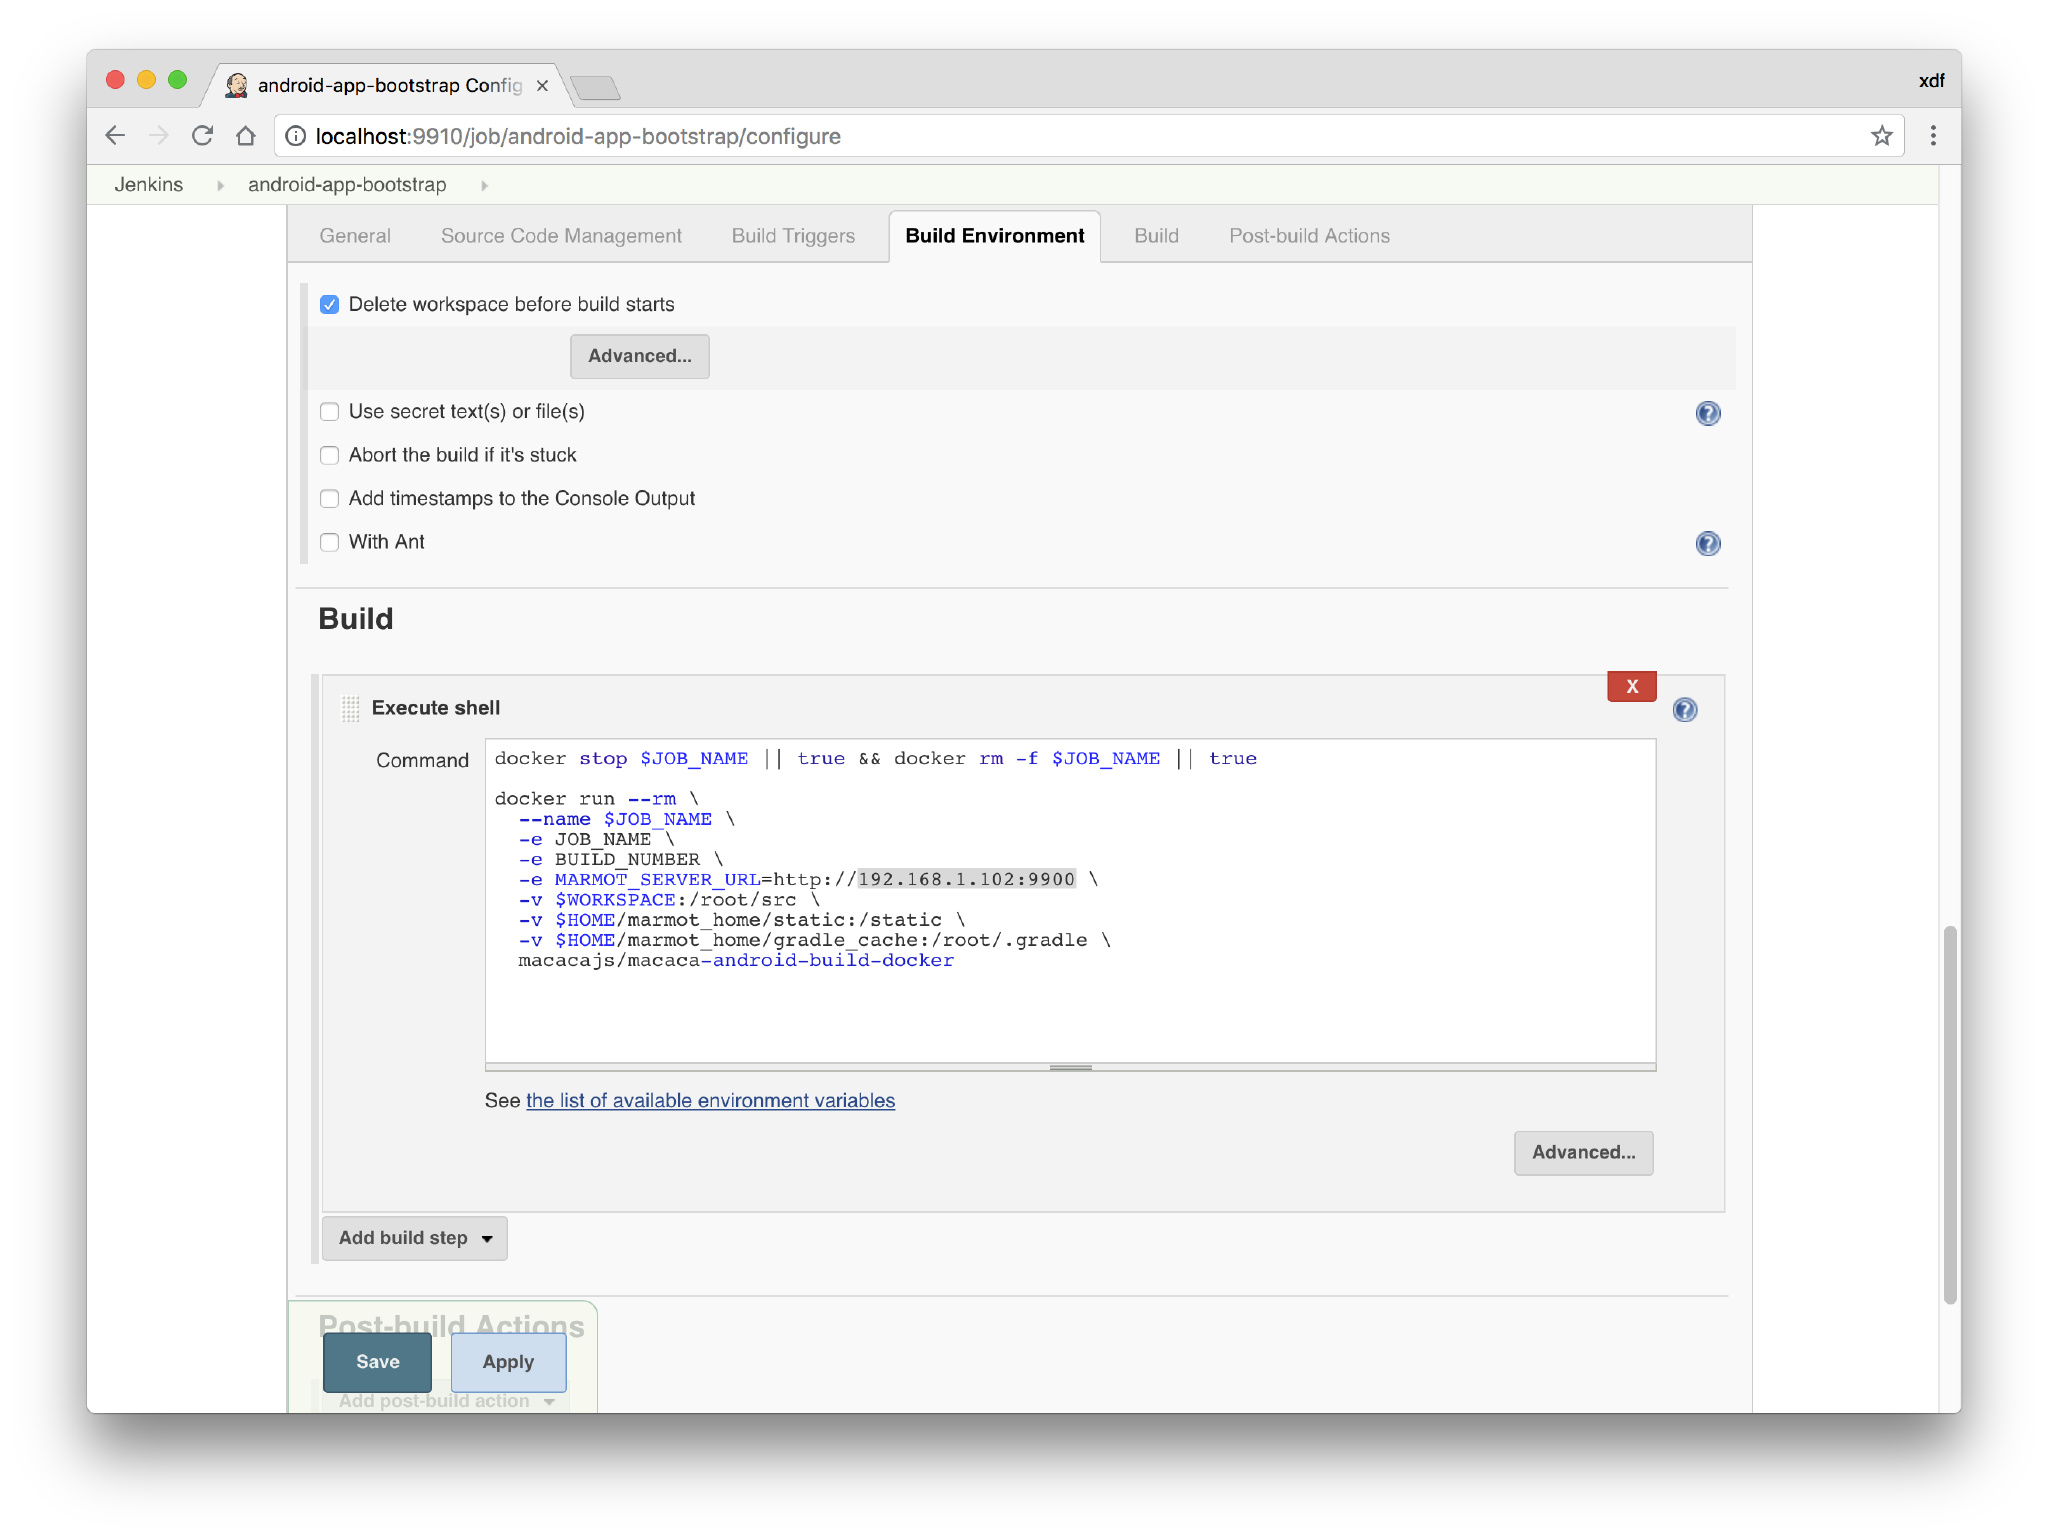 android-app-bootstrap Config
xdf
localhost:9910/job/android-app-bootstrap/configure
Jenkins android-app-bootstrap
General Source Code Management Build Triggers Build Environment Build Post-build Actions
Delete workspace before build starts
Advanced...
Use secret text(s) or file(s)
Abort the build if it's stuck
Add timestamps to the Console Output
With Ant
Build
X
Execute shell
Command
docker stop $JOB_NAME || true && docker rm -f $JOB_NAME || true
docker run --rm \
--name $JOB_NAME \
-e JOB_NAME \
-e BUILD_NUMBER \
-e MARMOT_SERVER_URL=http://192.168.1.102:9900 \
-v $WORKSPACE:/root/src \
-v $HOME/marmot_home/static:/static \
-v $HOME/marmot_home/gradle_cache:/root/.gradle \
macacajs/macaca-android-build-docker
See the list of available environment variables
Advanced...
Add build step
Post-build Actions
Save Apply
Add post-build action